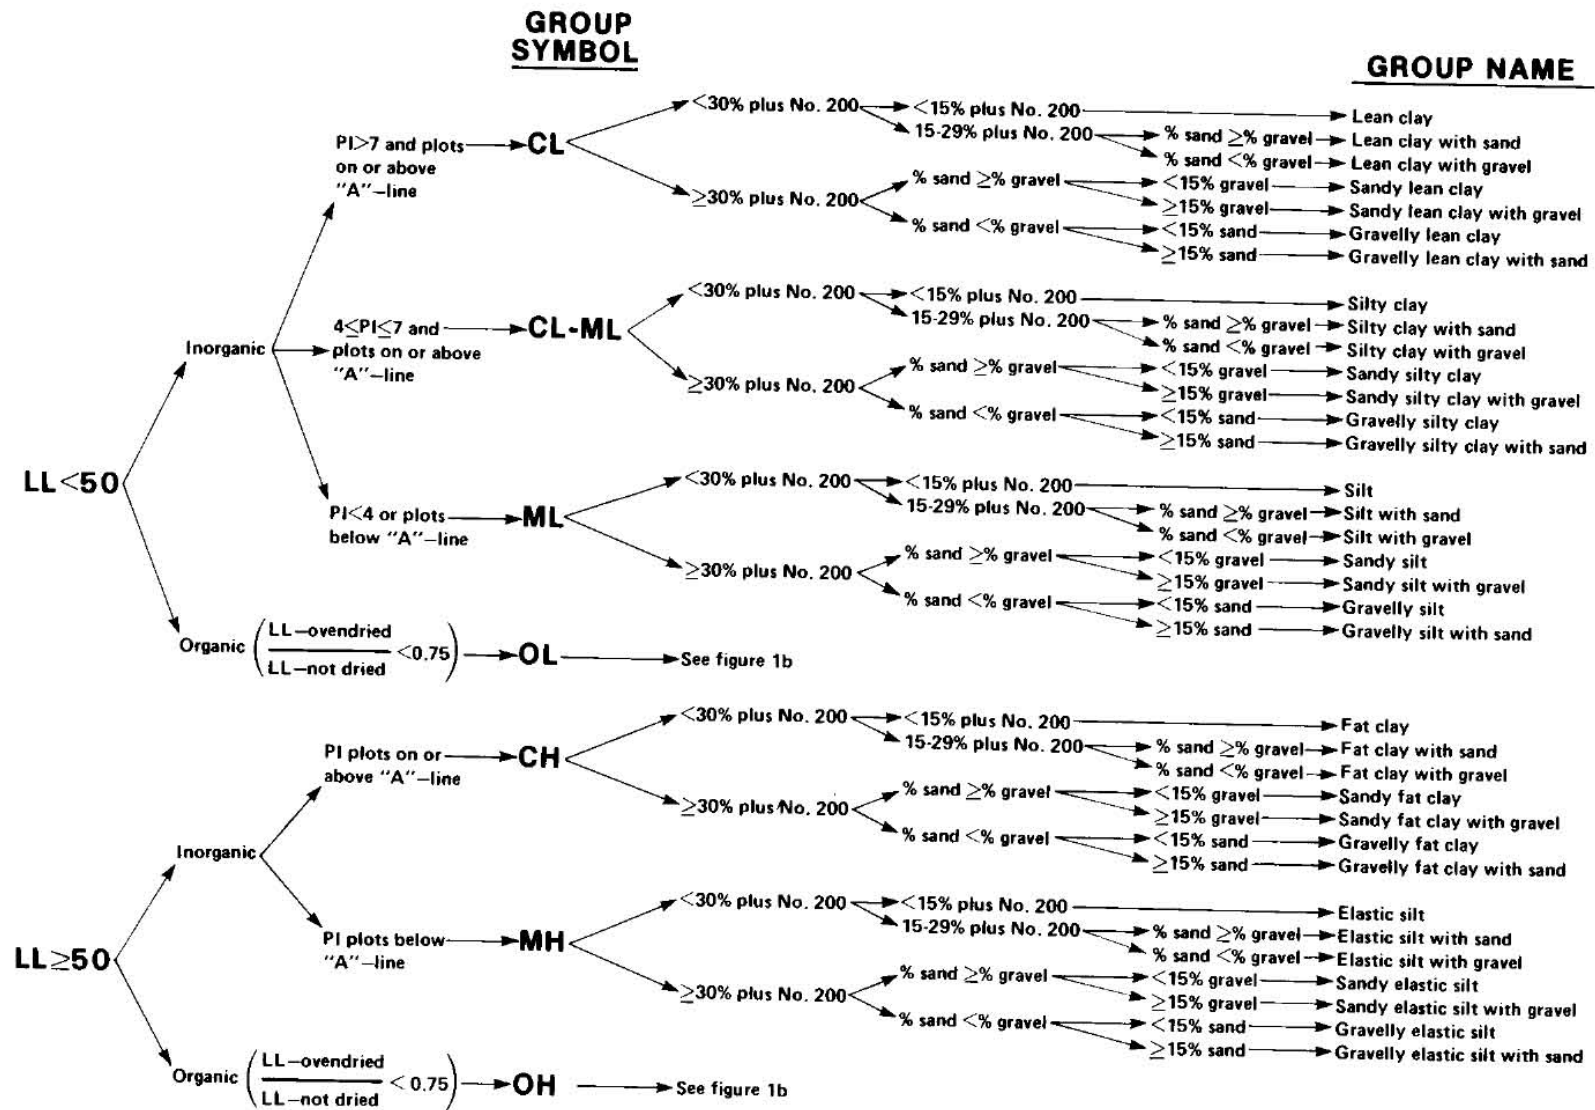 GROUP
SYMBOL
GROUP NAME
LL<50
Inorganic
PI>7 and plots
on or above
"A"—line
CL
<30% plus No. 200
<15% plus No. 200
Lean clay
15-29% plus No. 200
% sand ≥% gravel
Lean clay with sand
% sand <% gravel
Lean clay with gravel
≥30% plus No. 200
% sand ≥% gravel
<15% gravel
Sandy lean clay
≥15% gravel
Sandy lean clay with gravel
% sand <% gravel
<15% sand
Gravelly lean clay
≥15% sand
Gravelly lean clay with sand
4≤PI≤7 and
plots on or above
"A"—line
CL-ML
<30% plus No. 200
<15% plus No. 200
Silty clay
15-29% plus No. 200
% sand ≥% gravel
Silty clay with sand
% sand <% gravel
Silty clay with gravel
≥30% plus No. 200
% sand ≥% gravel
<15% gravel
Sandy silty clay
≥15% gravel
Sandy silty clay with gravel
% sand <% gravel
<15% sand
Gravelly silty clay
≥15% sand
Gravelly silty clay with sand
PI<4 or plots
below "A"—line
ML
<30% plus No. 200
<15% plus No. 200
Silt
15-29% plus No. 200
% sand ≥% gravel
Silt with sand
% sand <% gravel
Silt with gravel
≥30% plus No. 200
% sand ≥% gravel
<15% gravel
Sandy silt
≥15% gravel
Sandy silt with gravel
% sand <% gravel
<15% sand
Gravelly silt
≥15% sand
Gravelly silt with sand
Organic (LL—ovendried / LL—not dried <0.75)
OL
See figure 1b
LL≥50
Inorganic
PI plots on or
above "A"—line
CH
<30% plus No. 200
<15% plus No. 200
Fat clay
15-29% plus No. 200
% sand ≥% gravel
Fat clay with sand
% sand <% gravel
Fat clay with gravel
≥30% plus No. 200
% sand ≥% gravel
<15% gravel
Sandy fat clay
≥15% gravel
Sandy fat clay with gravel
% sand <% gravel
<15% sand
Gravelly fat clay
≥15% sand
Gravelly fat clay with sand
PI plots below
"A"—line
MH
<30% plus No. 200
<15% plus No. 200
Elastic silt
15-29% plus No. 200
% sand ≥% gravel
Elastic silt with sand
% sand <% gravel
Elastic silt with gravel
≥30% plus No. 200
% sand ≥% gravel
<15% gravel
Sandy elastic silt
≥15% gravel
Sandy elastic silt with gravel
% sand <% gravel
<15% sand
Gravelly elastic silt
≥15% sand
Gravelly elastic silt with sand
Organic (LL—ovendried / LL—not dried < 0.75)
OH
See figure 1b